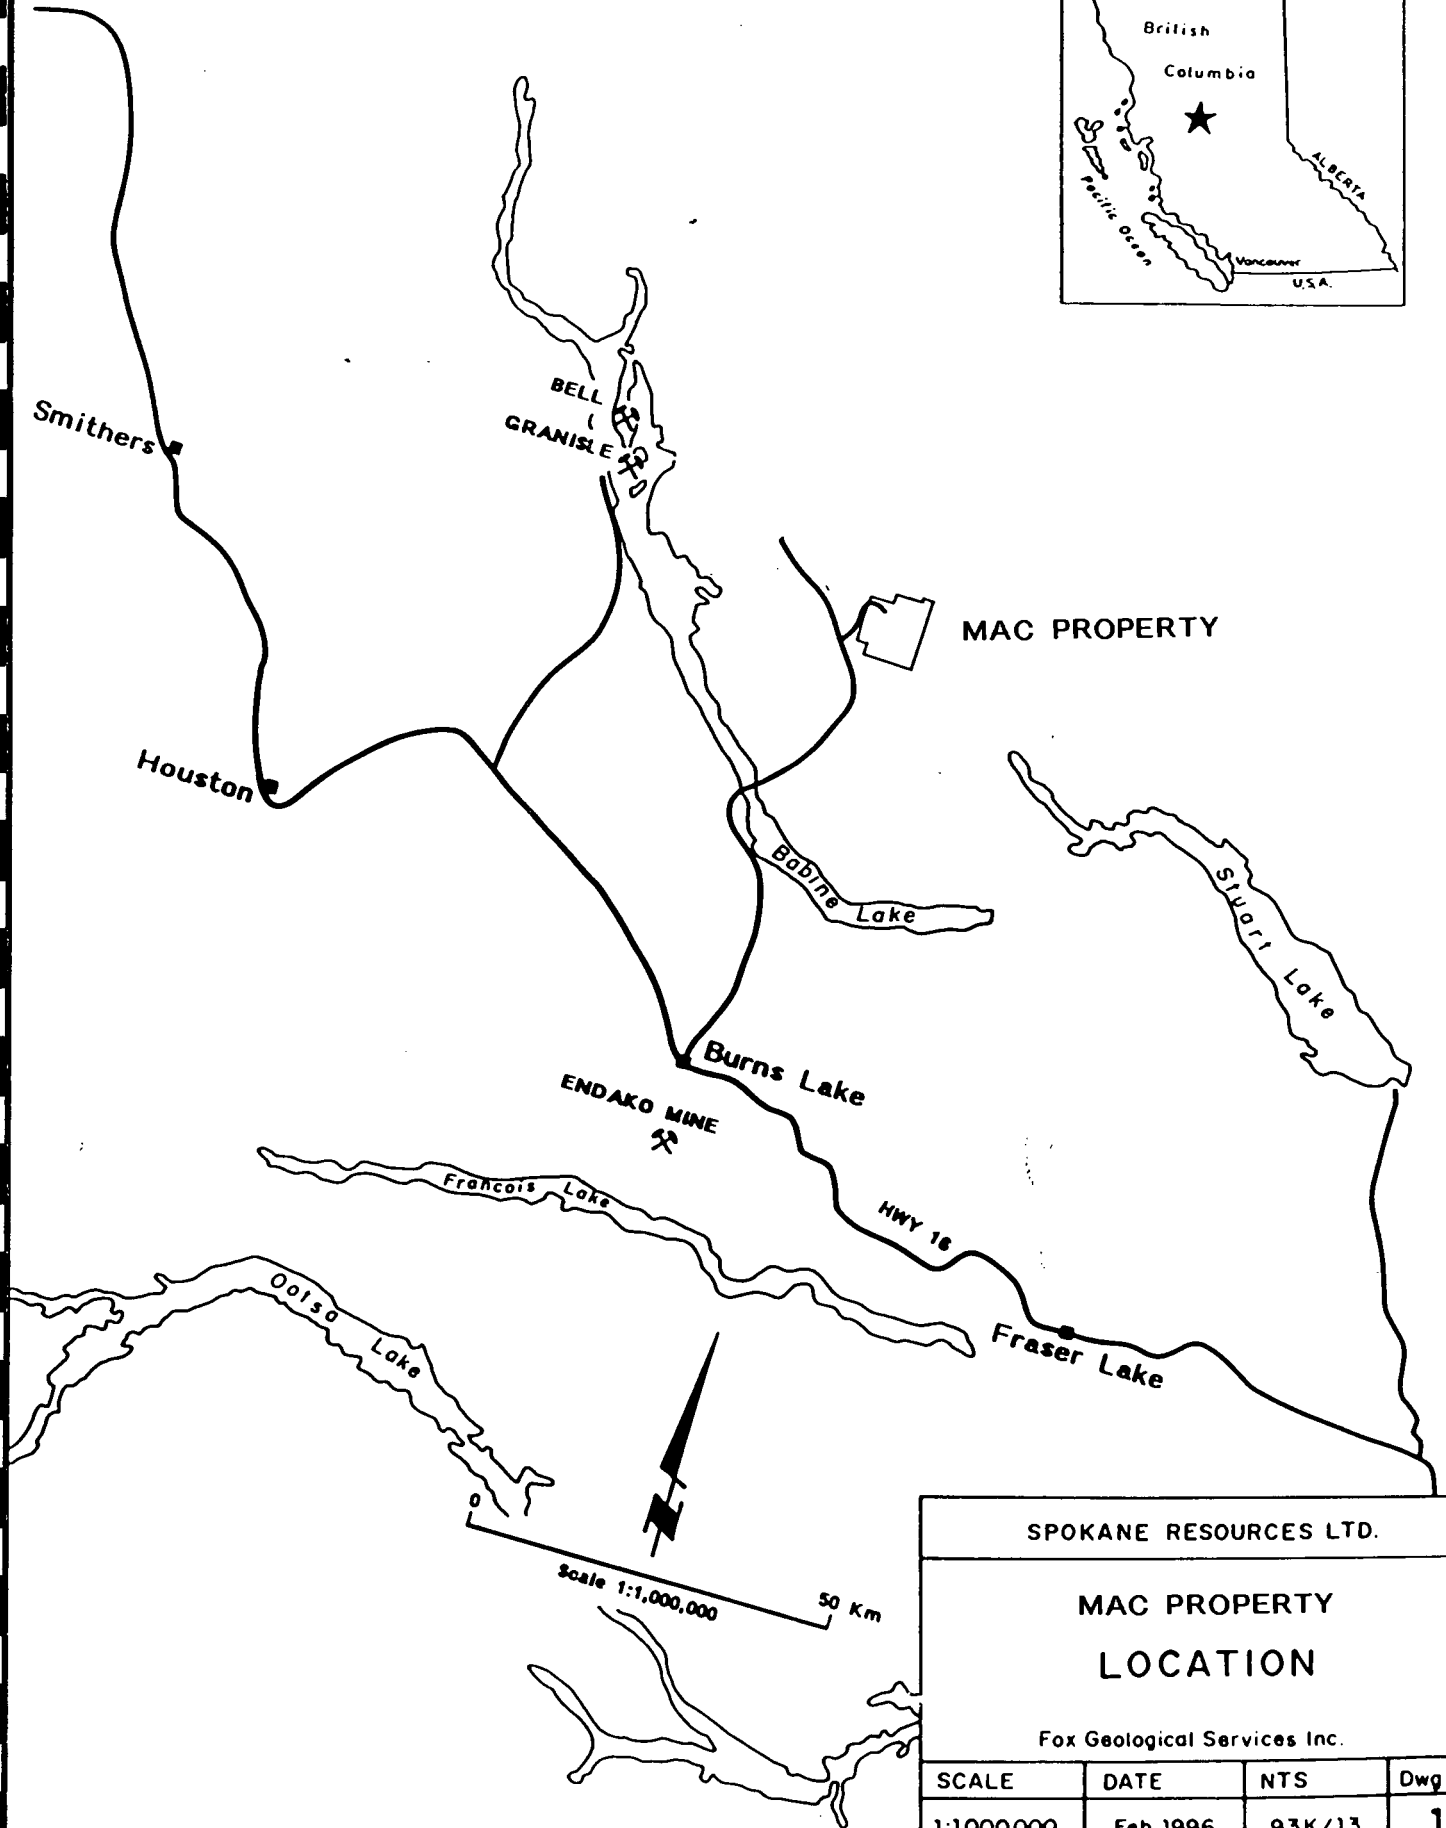 British
Columbia
ALBERTA
Pacific Ocean
Vancouver
U.S.A.
BELL
GRANISLE
Smithers
MAC PROPERTY
Houston
Babine Lake
Stuart Lake
Burns Lake
ENDAKO MINE
Francois Lake
HWY 16
Ootsa Lake
Fraser Lake
0
50 Km
Scale 1:1,000,000
N
SPOKANE RESOURCES LTD.
MAC PROPERTY
LOCATION
Fox Geological Services Inc.
SCALE DATE NTS Dwg
1:1000000 Feb 1996 93K/13 1